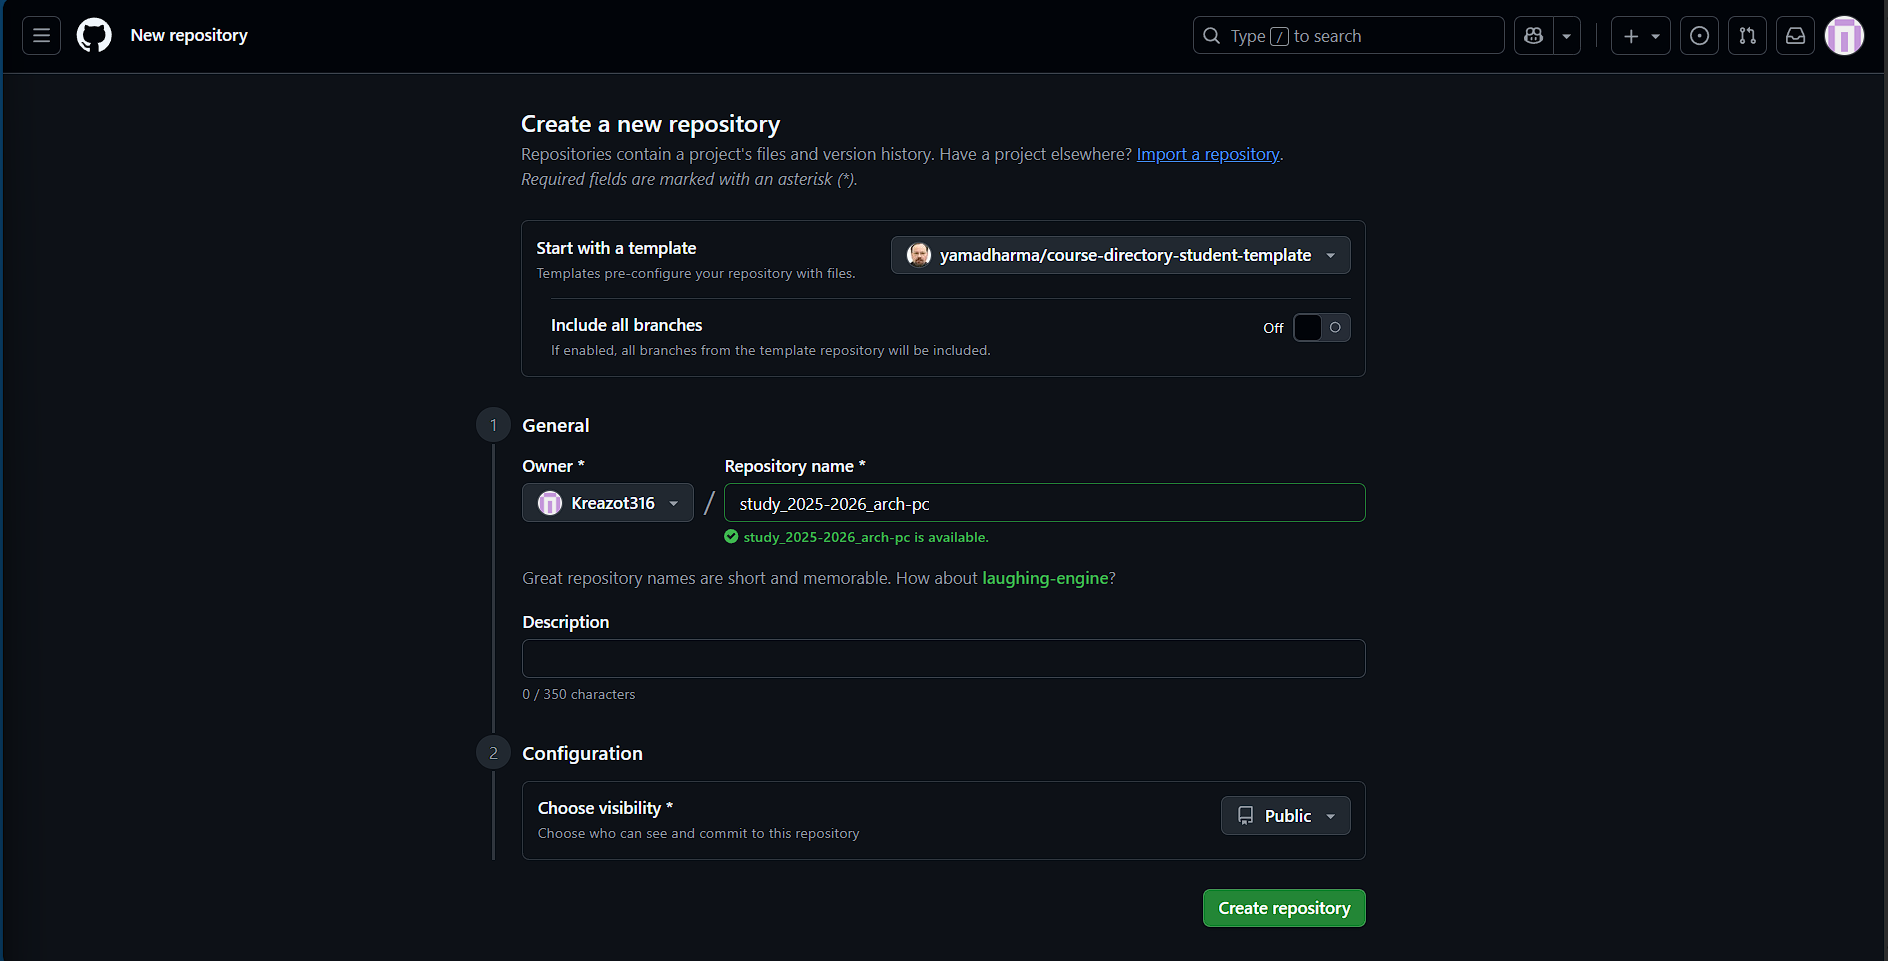 New repository
Type / to search
Create a new repository
Repositories contain a project's files and version history. Have a project elsewhere? Import a repository.
Required fields are marked with an asterisk (*).
Start with a template
yamadharma/course-directory-student-template
Templates pre-configure your repository with files.
Include all branches
Off
If enabled, all branches from the template repository will be included.
1
General
Owner *
Repository name *
Kreazot316
/
study_2025-2026_arch-pc
study_2025-2026_arch-pc is available.
Great repository names are short and memorable. How about laughing-engine?
Description
0 / 350 characters
2
Configuration
Choose visibility *
Public
Choose who can see and commit to this repository
Create repository